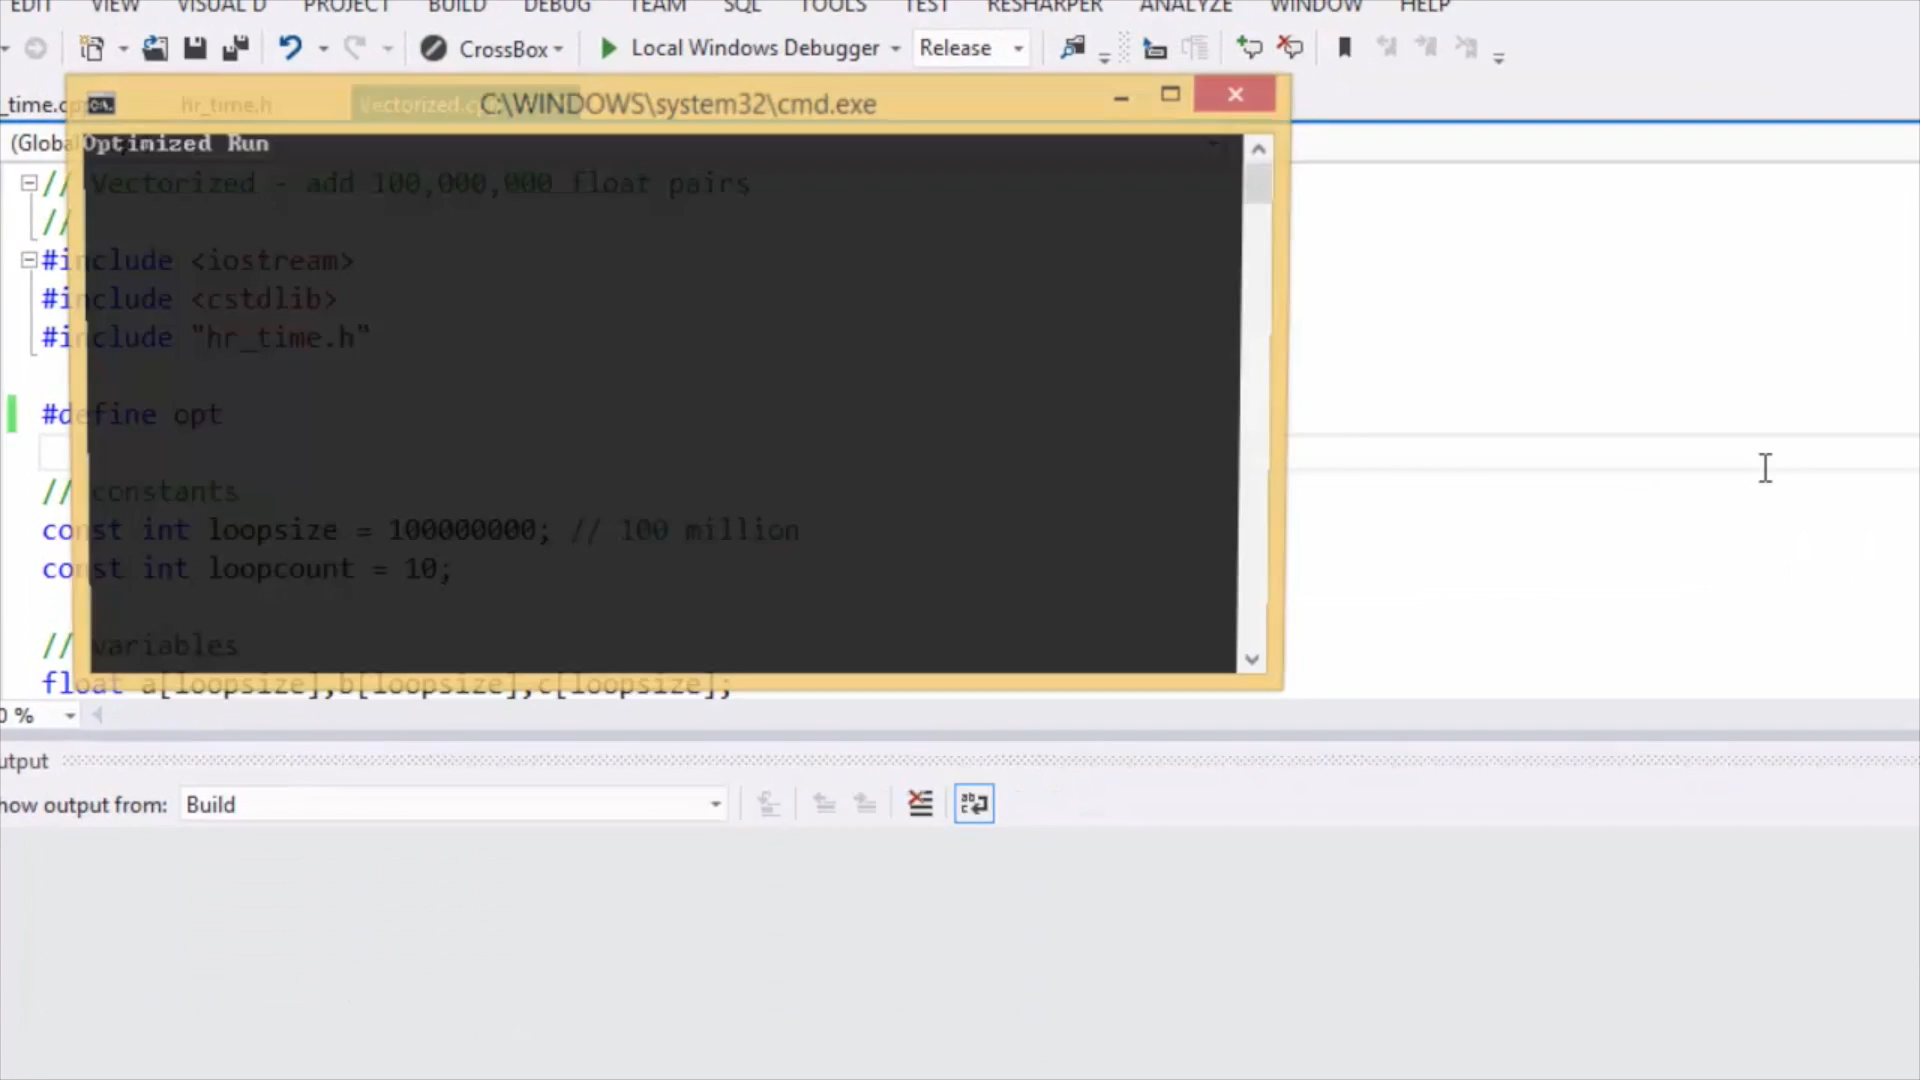 EDIT VIEW VISUAL D PROJECT BUILD DEBUG TEAM SQL TOOLS TEST RESHARPER ANALYZE WINDOW HELP
CrossBox Local Windows Debugger Release
_time.cp hr_time.h Vectorized.c C:\WINDOWS\system32\cmd.exe
(Globa
Optimized Run
// Vectorized - add 100,000,000 float pairs
//
#include <iostream>
#include <cstdlib>
#include "hr_time.h"
#define opt
// constants
const int loopsize = 100000000; // 100 million
const int loopcount = 10;
// variables
float a[loopsize],b[loopsize],c[loopsize];
0 %
utput
how output from: Build